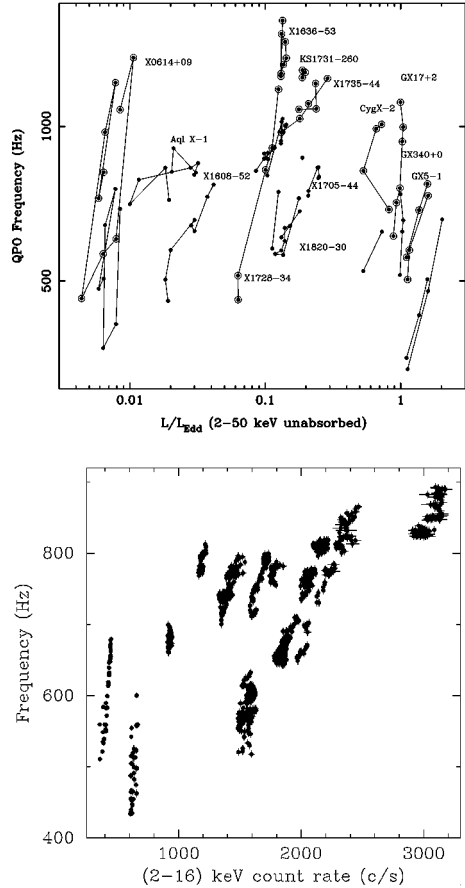 X1636-53
X0614+09
KS1731-260
X1735-44
GX17+2
CygX-2
Aql X-1
GX340+0
X1608-52
X1705-44
GX5-1
X1820-30
X1728-34
1000
500
QPO Frequency (Hz)
0.01
0.1
1
L/L_Edd (2-50 keV unabsorbed)
800
600
400
Frequency (Hz)
1000
2000
3000
(2-16) keV count rate (c/s)